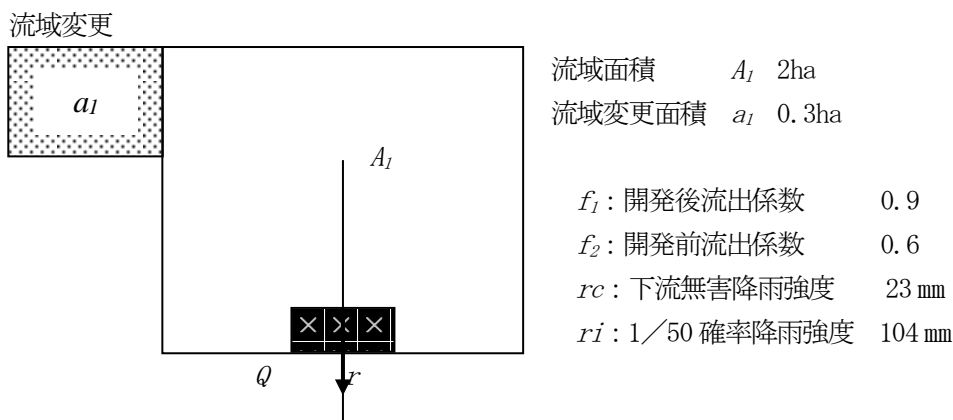 流域変更
a1
A1
Q r
流域面積 A1 2ha
流域変更面積 a1 0.3ha
f1：開発後流出係数 0.9
f2：開発前流出係数 0.6
rc：下流無害降雨強度 23㎜
ri：1／50確率降雨強度 104㎜